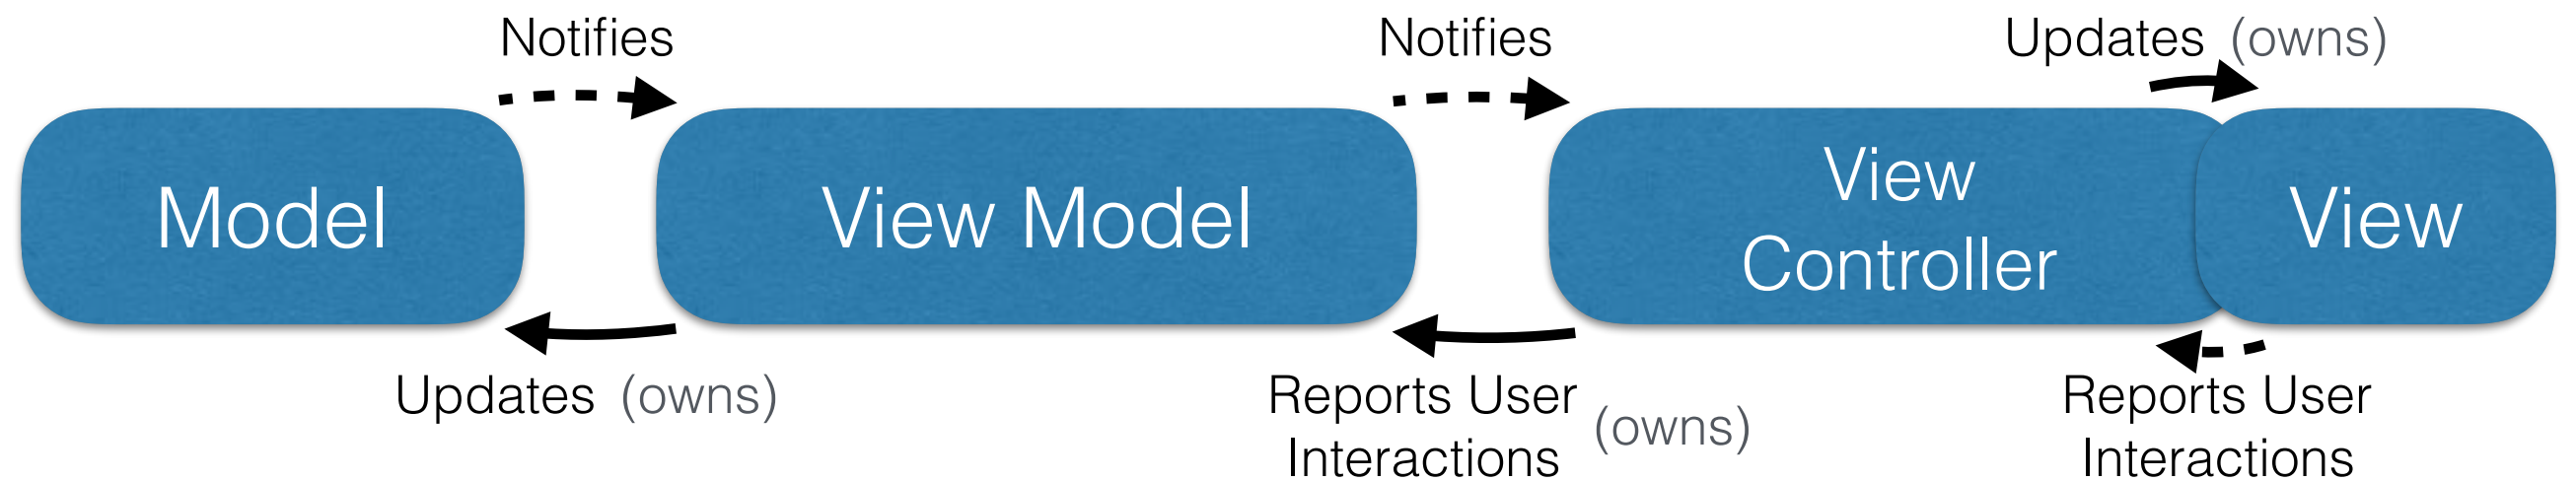 Notifies
Notifies
Updates (owns)
Model
View Model
View
Controller
View
Updates (owns)
Reports User
Interactions
(owns)
Reports User
Interactions